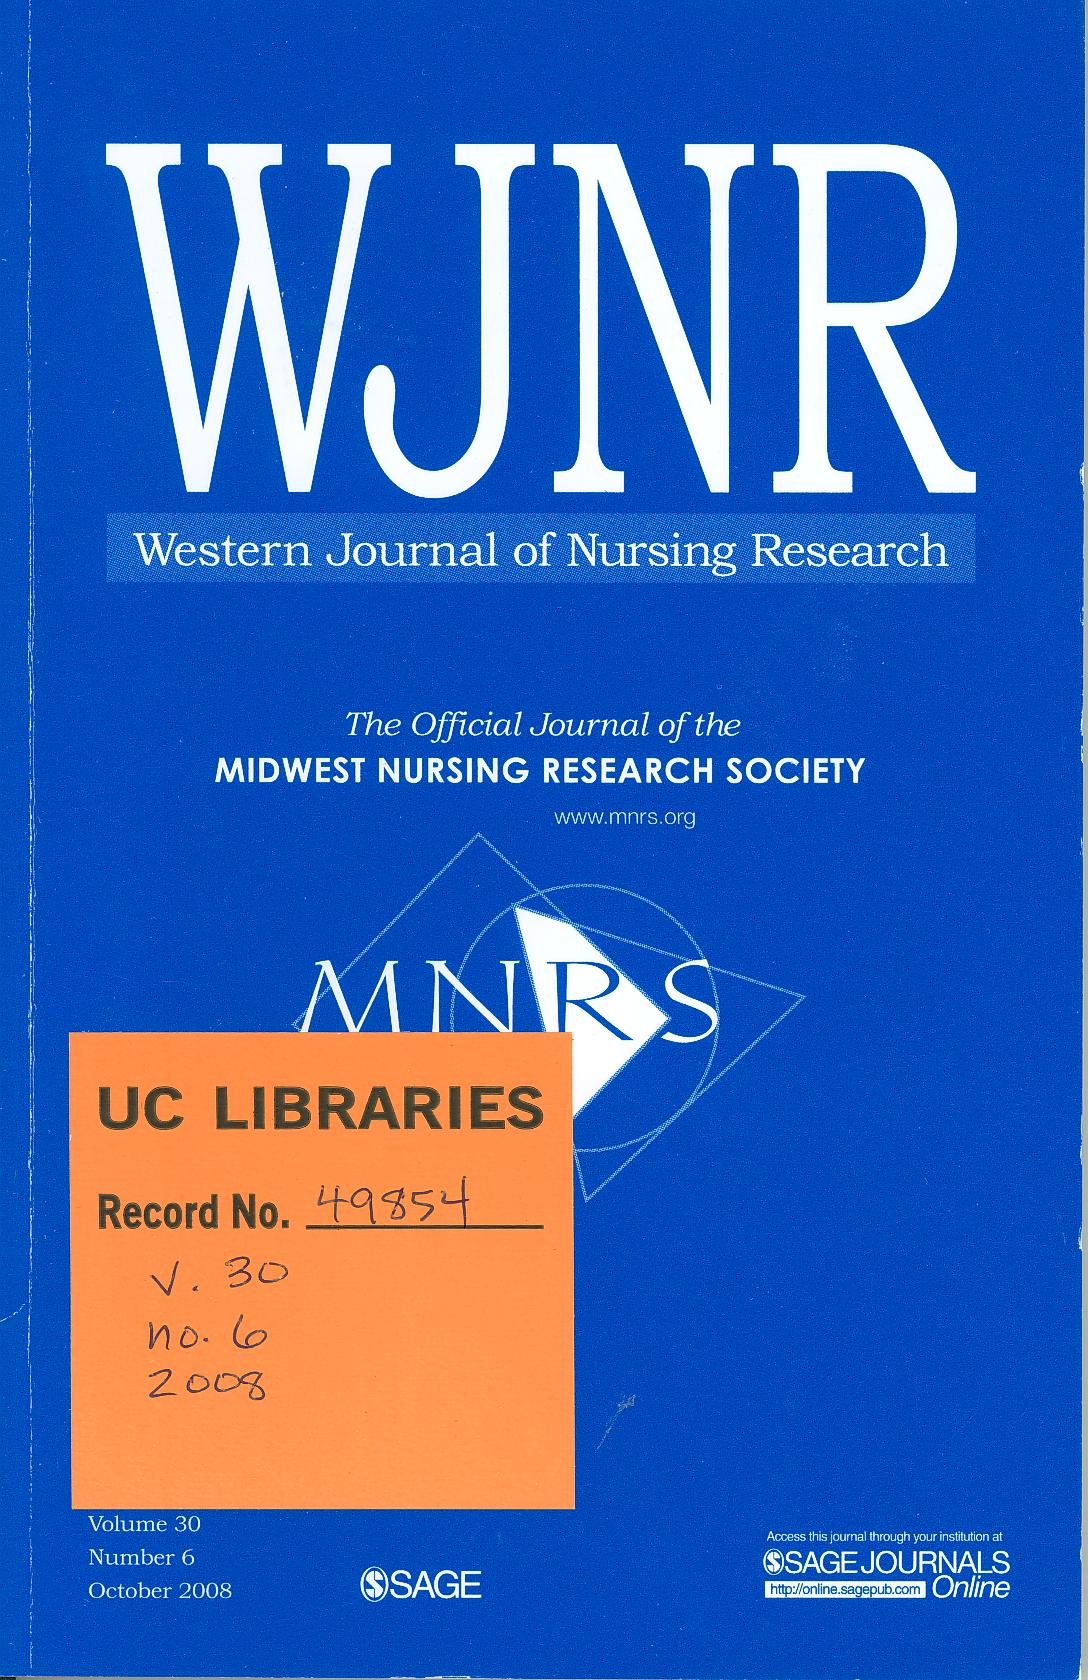 WJNR
Western Journal of Nursing Research
The Official Journal of the
MIDWEST NURSING RESEARCH SOCIETY
www.mnrs.org
MNRS
UC LIBRARIES
Record No. 49854
v. 30
no. 6
2008
Volume 30
Number 6
October 2008
SAGE
Access this journal through your institution at
SAGE JOURNALS
http://online.sagepub.com Online